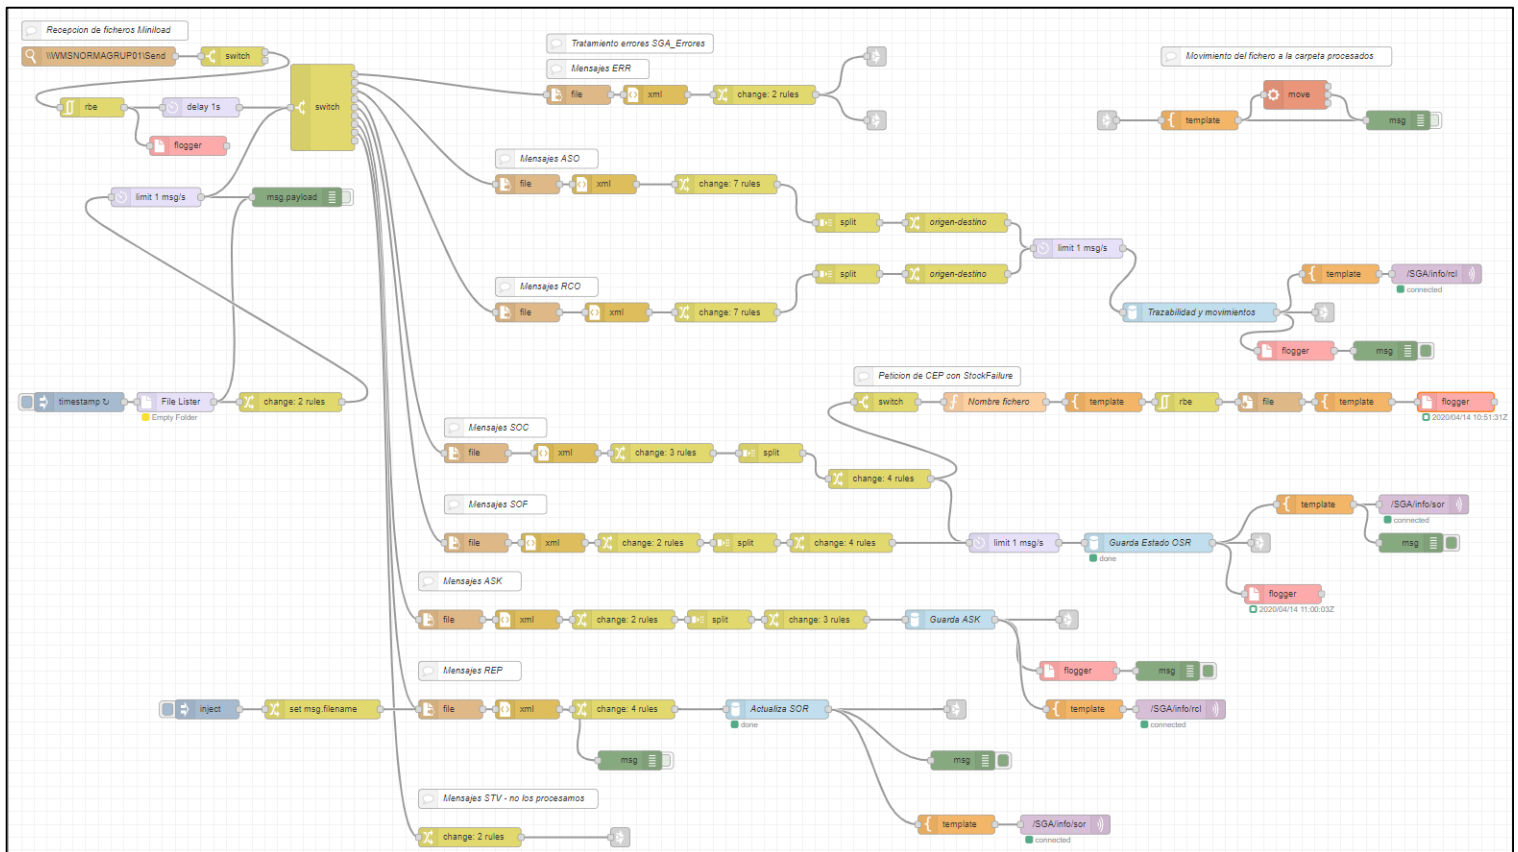 Recepcion de ficheros Miniload
\\WMSNORMAGRUP01\Send
switch
rbe
delay 1s
flogger
switch
limit 1 msg/s
msg.payload
timestamp ↻
File Lister
Empty Folder
change: 2 rules
Tratamiento errores SGA_Errores
Mensajes ERR
file
xml
change: 2 rules
Movimiento del fichero a la carpeta procesados
template
move
msg
Mensajes ASO
file
xml
change: 7 rules
split
origen-destino
Mensajes RCO
file
xml
change: 7 rules
split
origen-destino
limit 1 msg/s
Trazabilidad y movimientos
template
/SGA/info/rcl
connected
flogger
msg
Peticion de CEP con StockFailure
switch
Nombre fichero
template
rbe
file
template
flogger
2020/04/14 10:51:31Z
Mensajes SOC
file
xml
change: 3 rules
split
change: 4 rules
Mensajes SOF
file
xml
change: 2 rules
split
change: 4 rules
limit 1 msg/s
Guarda Estado OSR
done
template
/SGA/info/sor
connected
msg
flogger
2020/04/14 11:00:03Z
Mensajes ASK
file
xml
change: 2 rules
split
change: 3 rules
Guarda ASK
flogger
msg
template
/SGA/info/rcl
connected
Mensajes REP
inject
set msg.filename
file
xml
change: 4 rules
Actualiza SOR
done
msg
msg
template
/SGA/info/sor
connected
Mensajes STV - no los procesamos
change: 2 rules